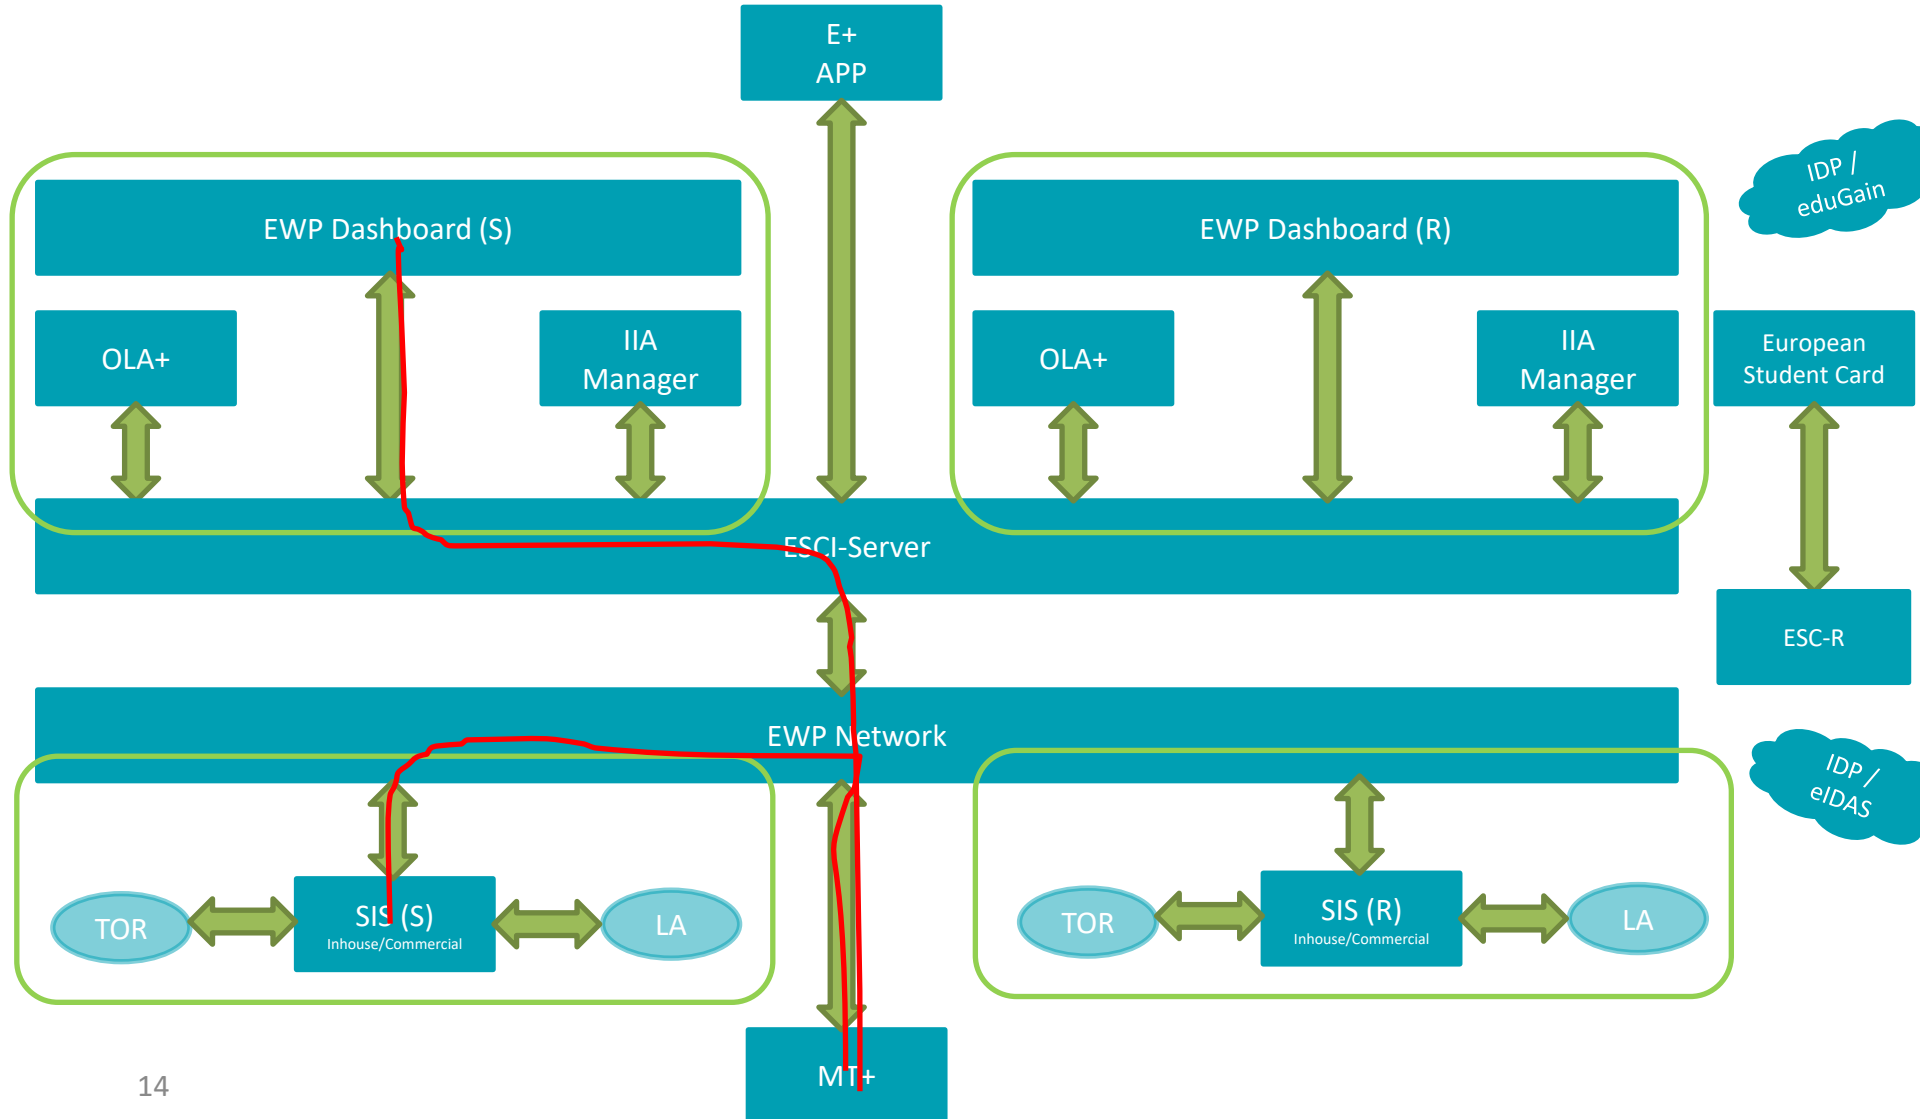 E+
APP
IDP /
eduGain
EWP Dashboard (S)
EWP Dashboard (R)
OLA+
IIA
Manager
OLA+
IIA
Manager
European
Student Card
ESCI-Server
ESC-R
EWP Network
IDP /
eIDAS
TOR
SIS (S)
Inhouse/Commercial
LA
TOR
SIS (R)
Inhouse/Commercial
LA
MT+
14